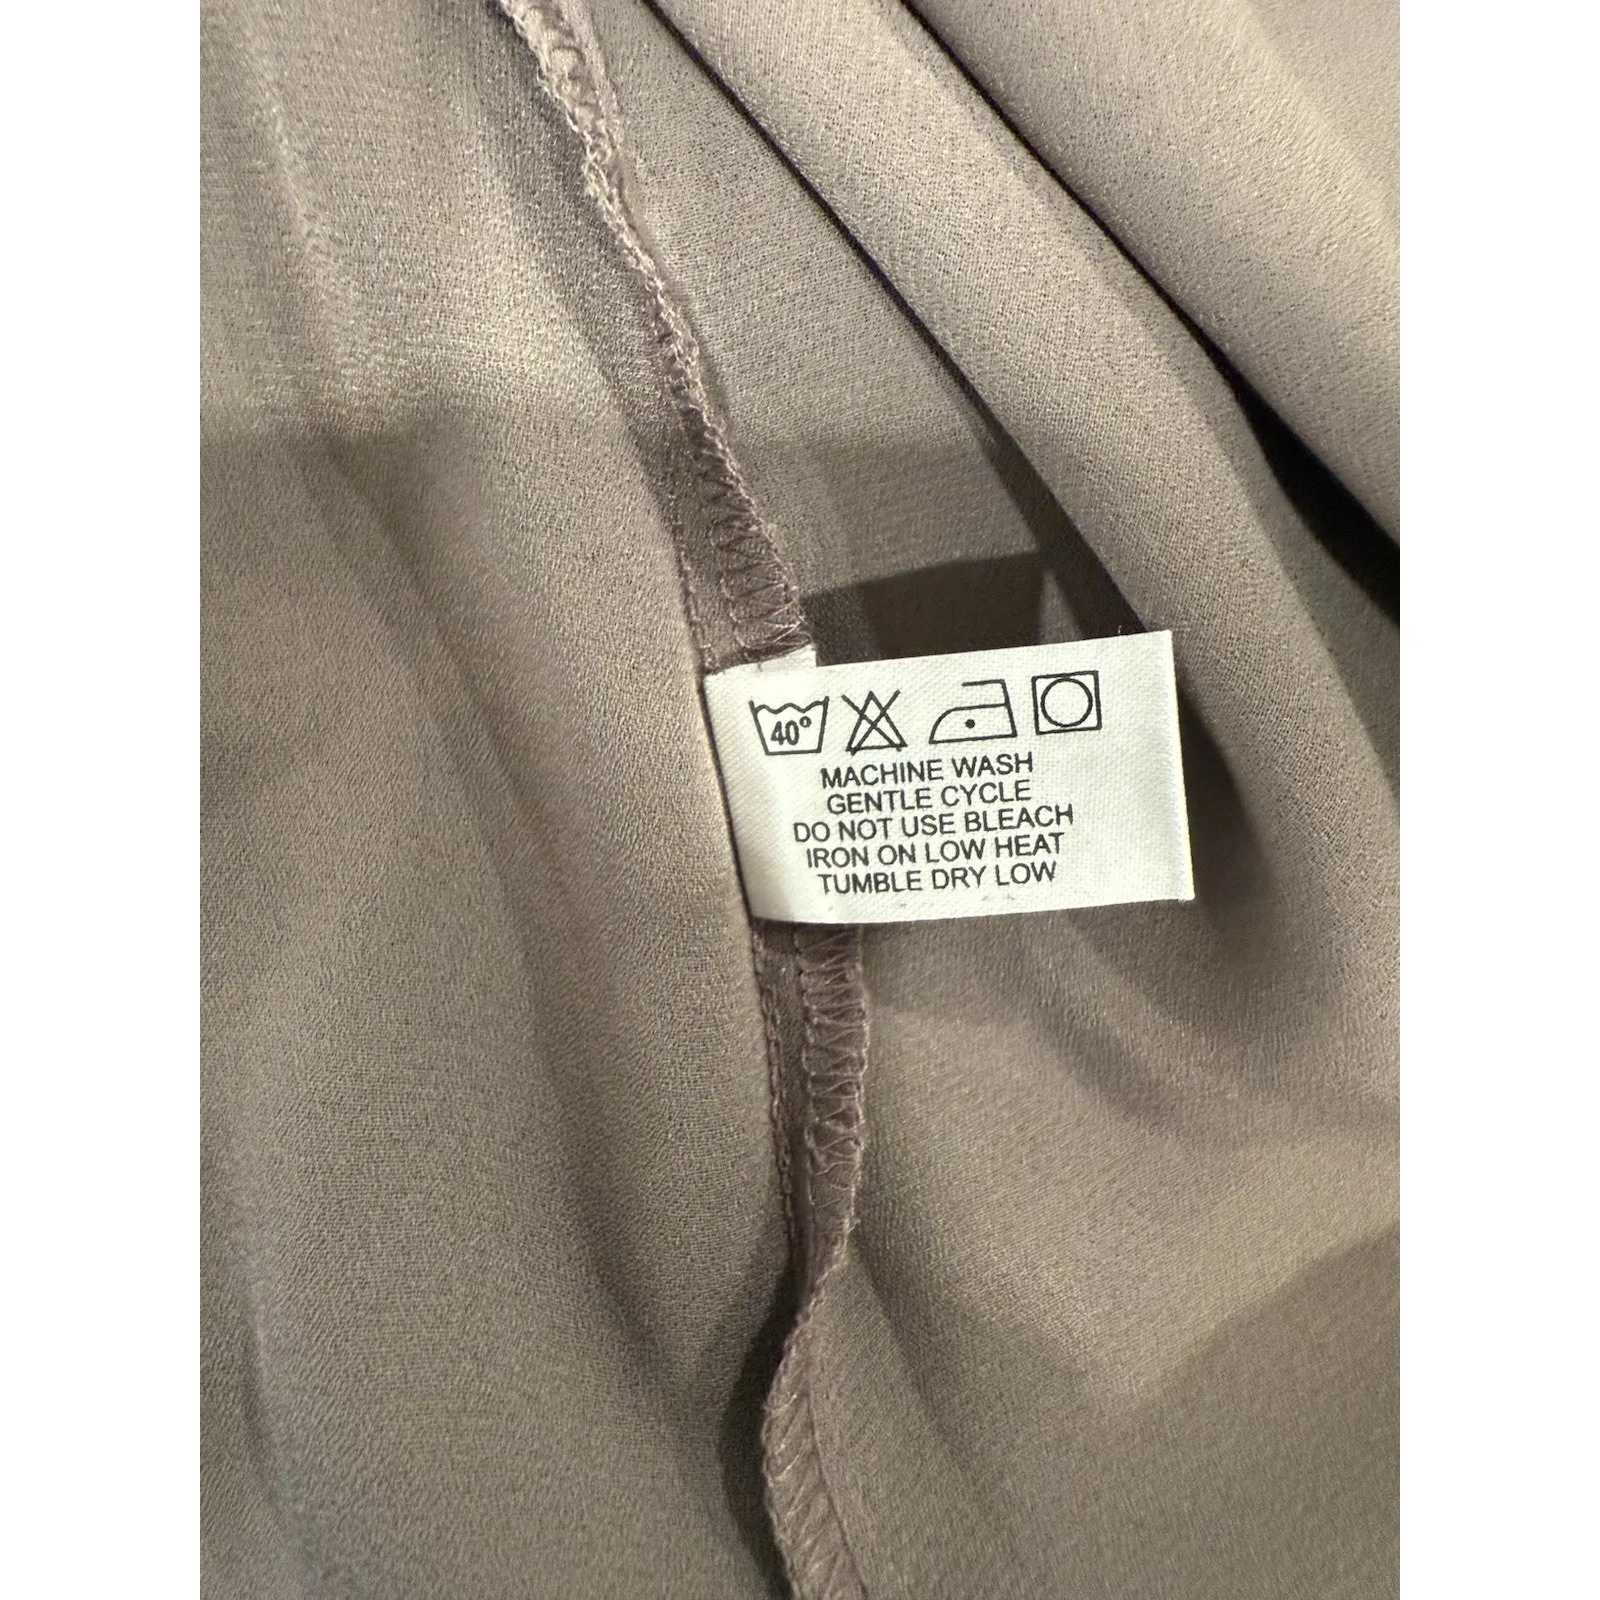 40°
MACHINE WASH
GENTLE CYCLE
DO NOT USE BLEACH
IRON ON LOW HEAT
TUMBLE DRY LOW